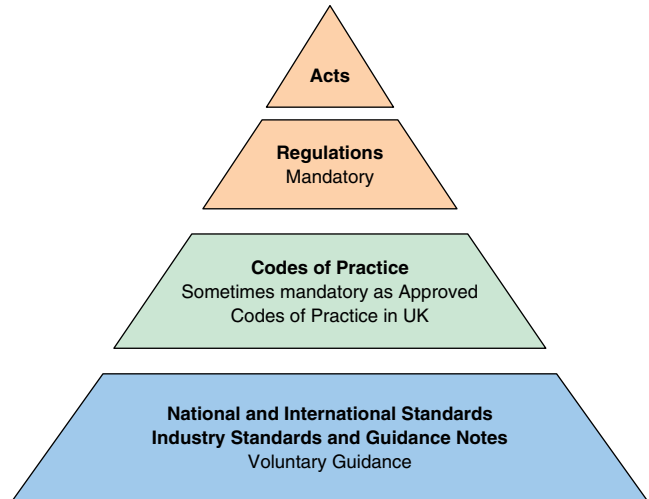 Acts
Regulations
Mandatory
Codes of Practice
Sometimes mandatory as Approved
Codes of Practice in UK
National and International Standards
Industry Standards and Guidance Notes
Voluntary Guidance